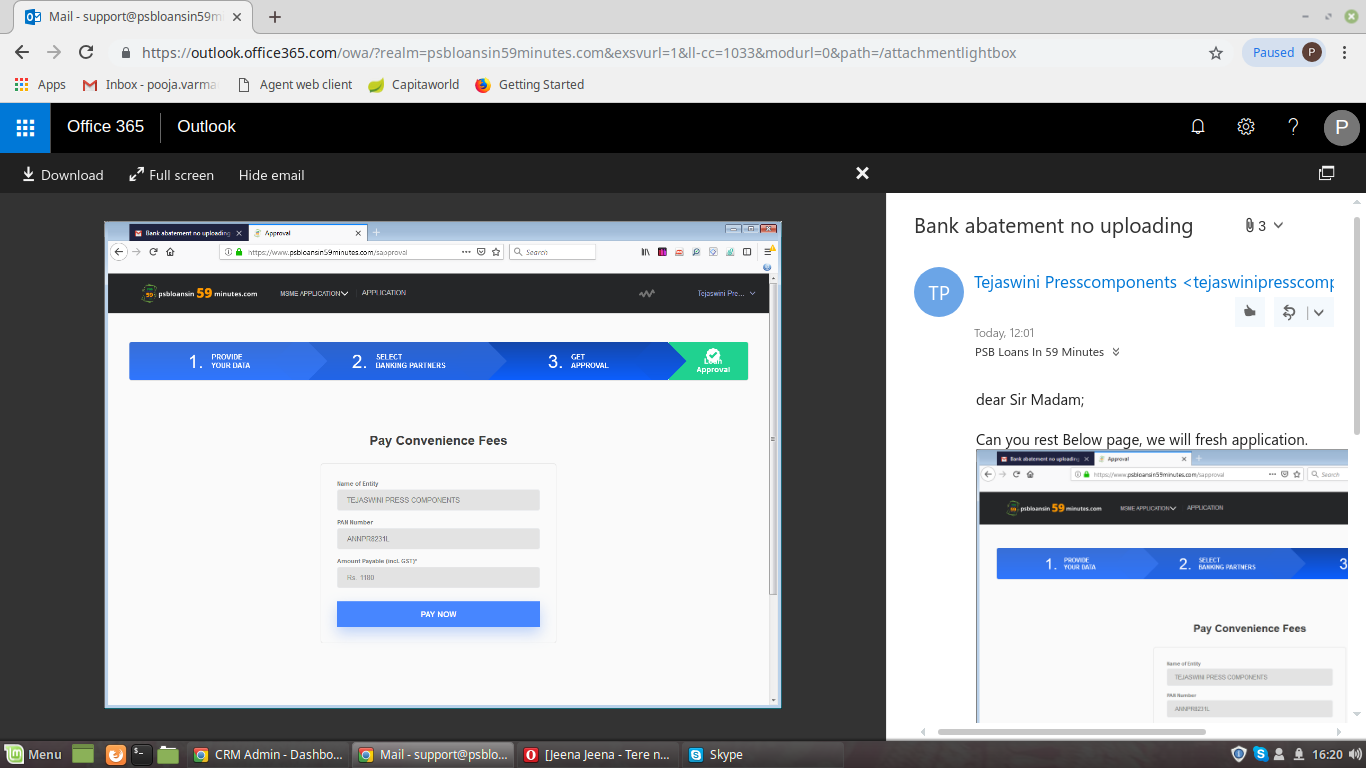 Mail - support@psbloansin59m
https://outlook.office365.com/owa/?realm=psbloansin59minutes.com&exsvurl=1&ll-cc=1033&modurl=0&path=/attachmentlightbox
Paused P
Apps Inbox - pooja.varma Agent web client Capitaworld Getting Started
Office 365 Outlook
P
Download Full screen Hide email
Bank abatement no uploading Approval
https://www.psbloansin59minutes.com/sapproval Search
psbloansin 59 minutes.com MSME APPLICATION APPLICATION Tejaswini Pre...
1. PROVIDE YOUR DATA
2. SELECT BANKING PARTNERS
3. GET APPROVAL
Approval
Pay Convenience Fees
Name of Entity
TEJASWINI PRESS COMPONENTS
PAN Number
ANNPR8231L
Amount Payable (incl. GST)*
Rs. 1180
PAY NOW
Bank abatement no uploading 3
TP
Tejaswini Presscomponents <tejaswinipresscomp
Today, 12:01
PSB Loans In 59 Minutes
dear Sir Madam;
Can you rest Below page, we will fresh application.
Bank abatement no uploading Approval
https://www.psbloansin59minutes.com/sapproval Search
psbloansin 59 minutes.com MSME APPLICATION APPLICATION
1. PROVIDE YOUR DATA
2. SELECT BANKING PARTNERS
3
Pay Convenience Fees
Name of Entity
TEJASWINI PRESS COMPONENTS
PAN Number
ANNPR8231L
Menu CRM Admin - Dashbo... Mail - support@psblo... [Jeena Jeena - Tere n... Skype 16:20